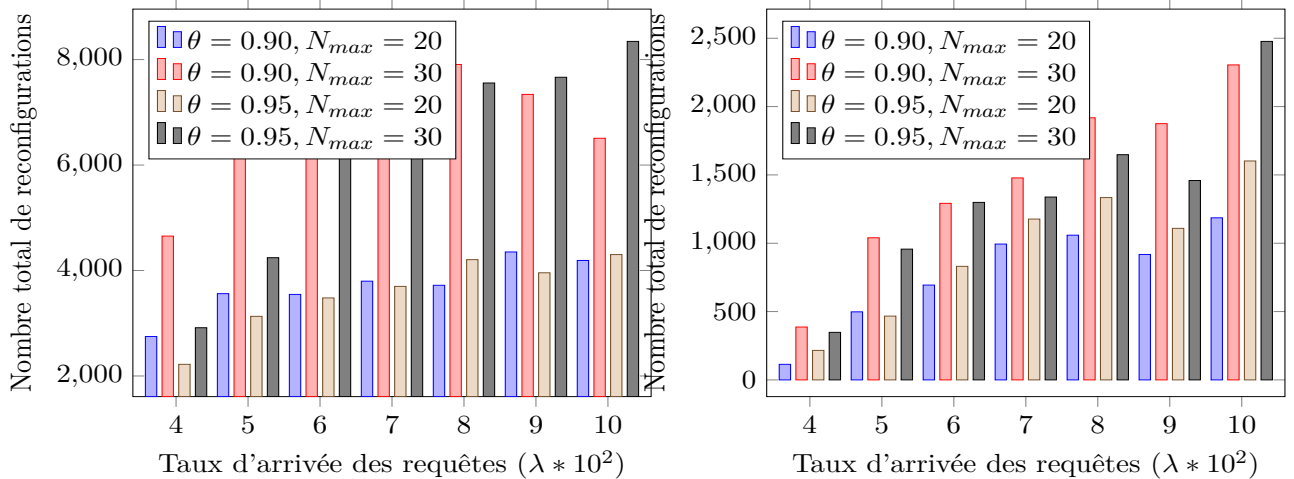 Nombre total de reconfigurations
8,000
6,000
4,000
2,000
θ = 0.90, N_max = 20
θ = 0.90, N_max = 30
θ = 0.95, N_max = 20
θ = 0.95, N_max = 30
4 5 6 7 8 9 10
Taux d'arrivée des requêtes (λ ∗ 10²)
Nombre total de reconfigurations
2,500
2,000
1,500
1,000
500
0
θ = 0.90, N_max = 20
θ = 0.90, N_max = 30
θ = 0.95, N_max = 20
θ = 0.95, N_max = 30
4 5 6 7 8 9 10
Taux d'arrivée des requêtes (λ ∗ 10²)